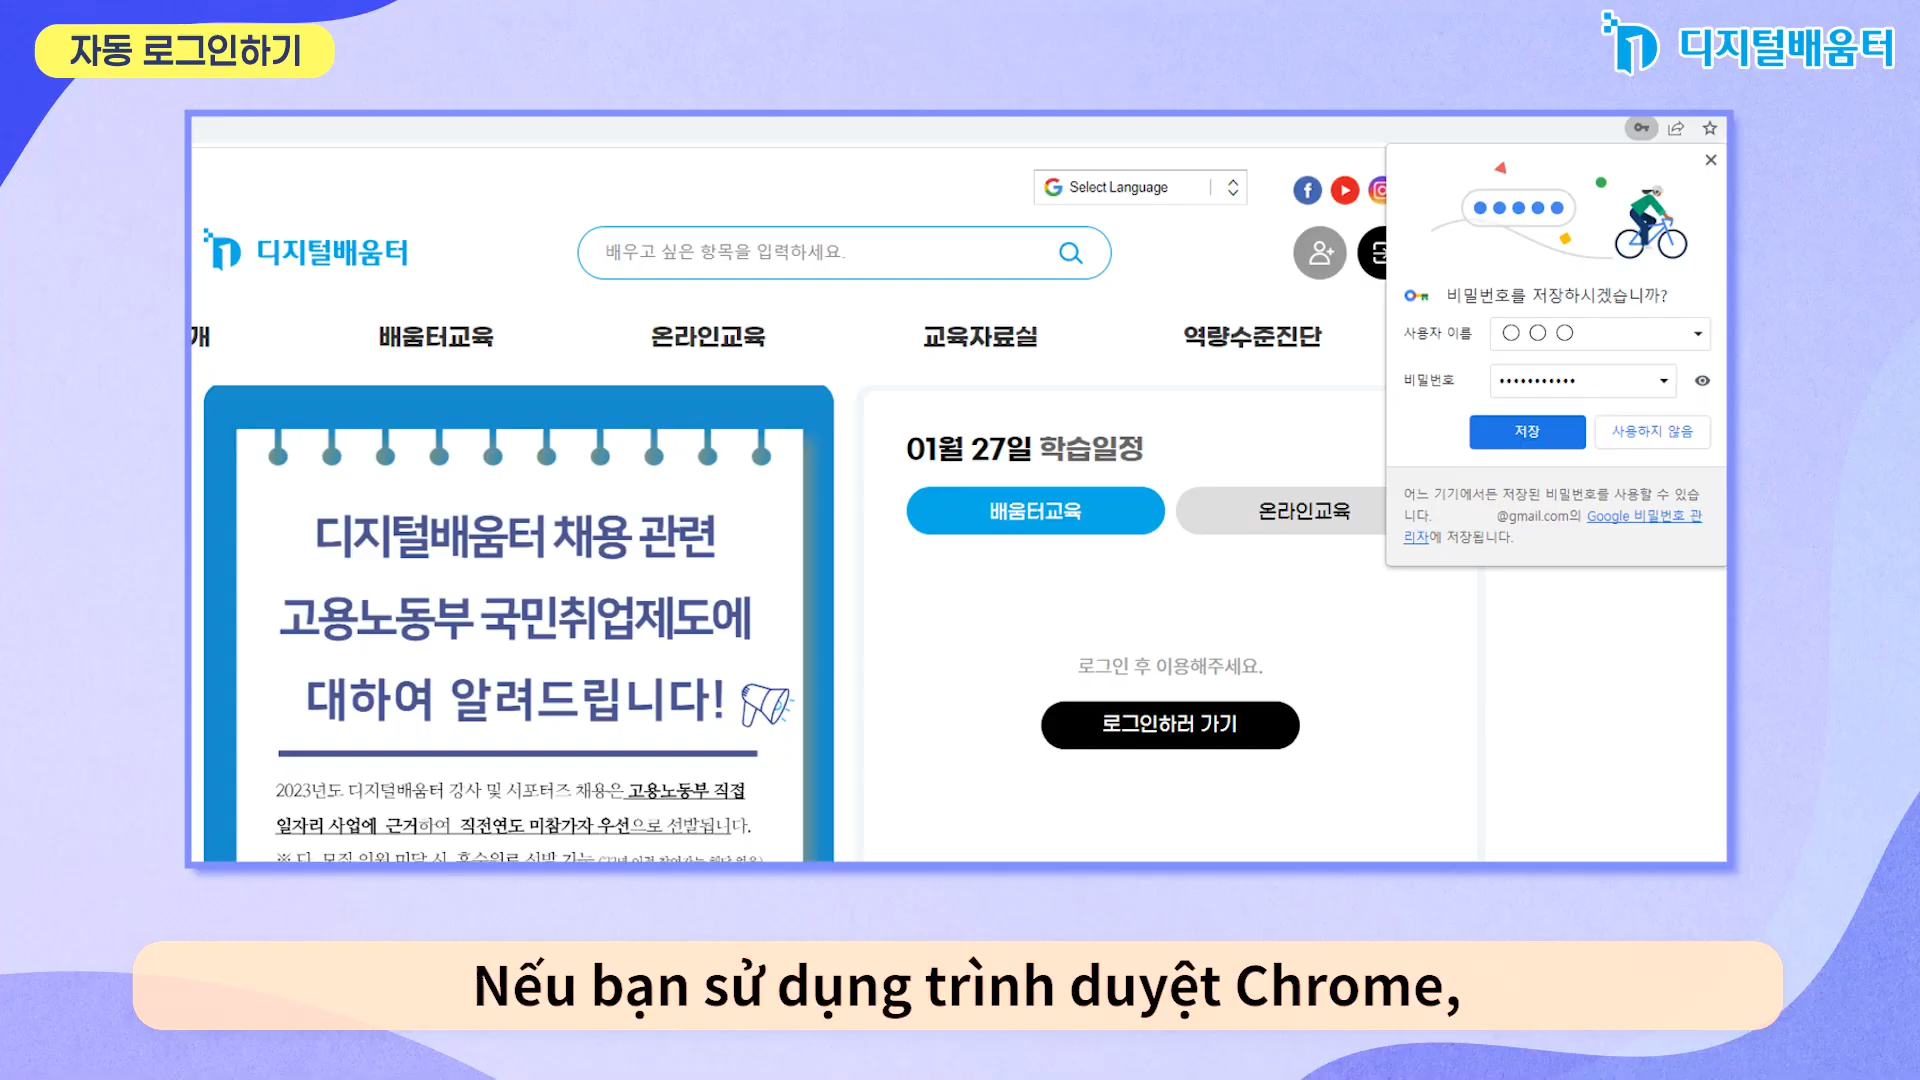 자동 로그인하기
디지털배움터
Select Language
디지털배움터
배우고 싶은 항목을 입력하세요.
개
배움터교육
온라인교육
교육자료실
역량수준진단
비밀번호를 저장하시겠습니까?
사용자 이름 ○ ○ ○
비밀번호 •••••••••••
저장
사용하지 않음
어느 기기에서든 저장된 비밀번호를 사용할 수 있습
니다. @gmail.com의 Google 비밀번호 관
리자에 저장됩니다.
디지털배움터 채용 관련
고용노동부 국민취업제도에
대하여 알려드립니다!
2023년도 디지털배움터 강사 및 시포터즈 채용은 고용노동부 직접
일자리 사업에 근거하여 직전연도 미참가자 우선으로 선발됩니다.
01월 27일 학습일정
배움터교육
온라인교육
로그인 후 이용해주세요.
로그인하러 가기
Nếu bạn sử dụng trình duyệt Chrome,